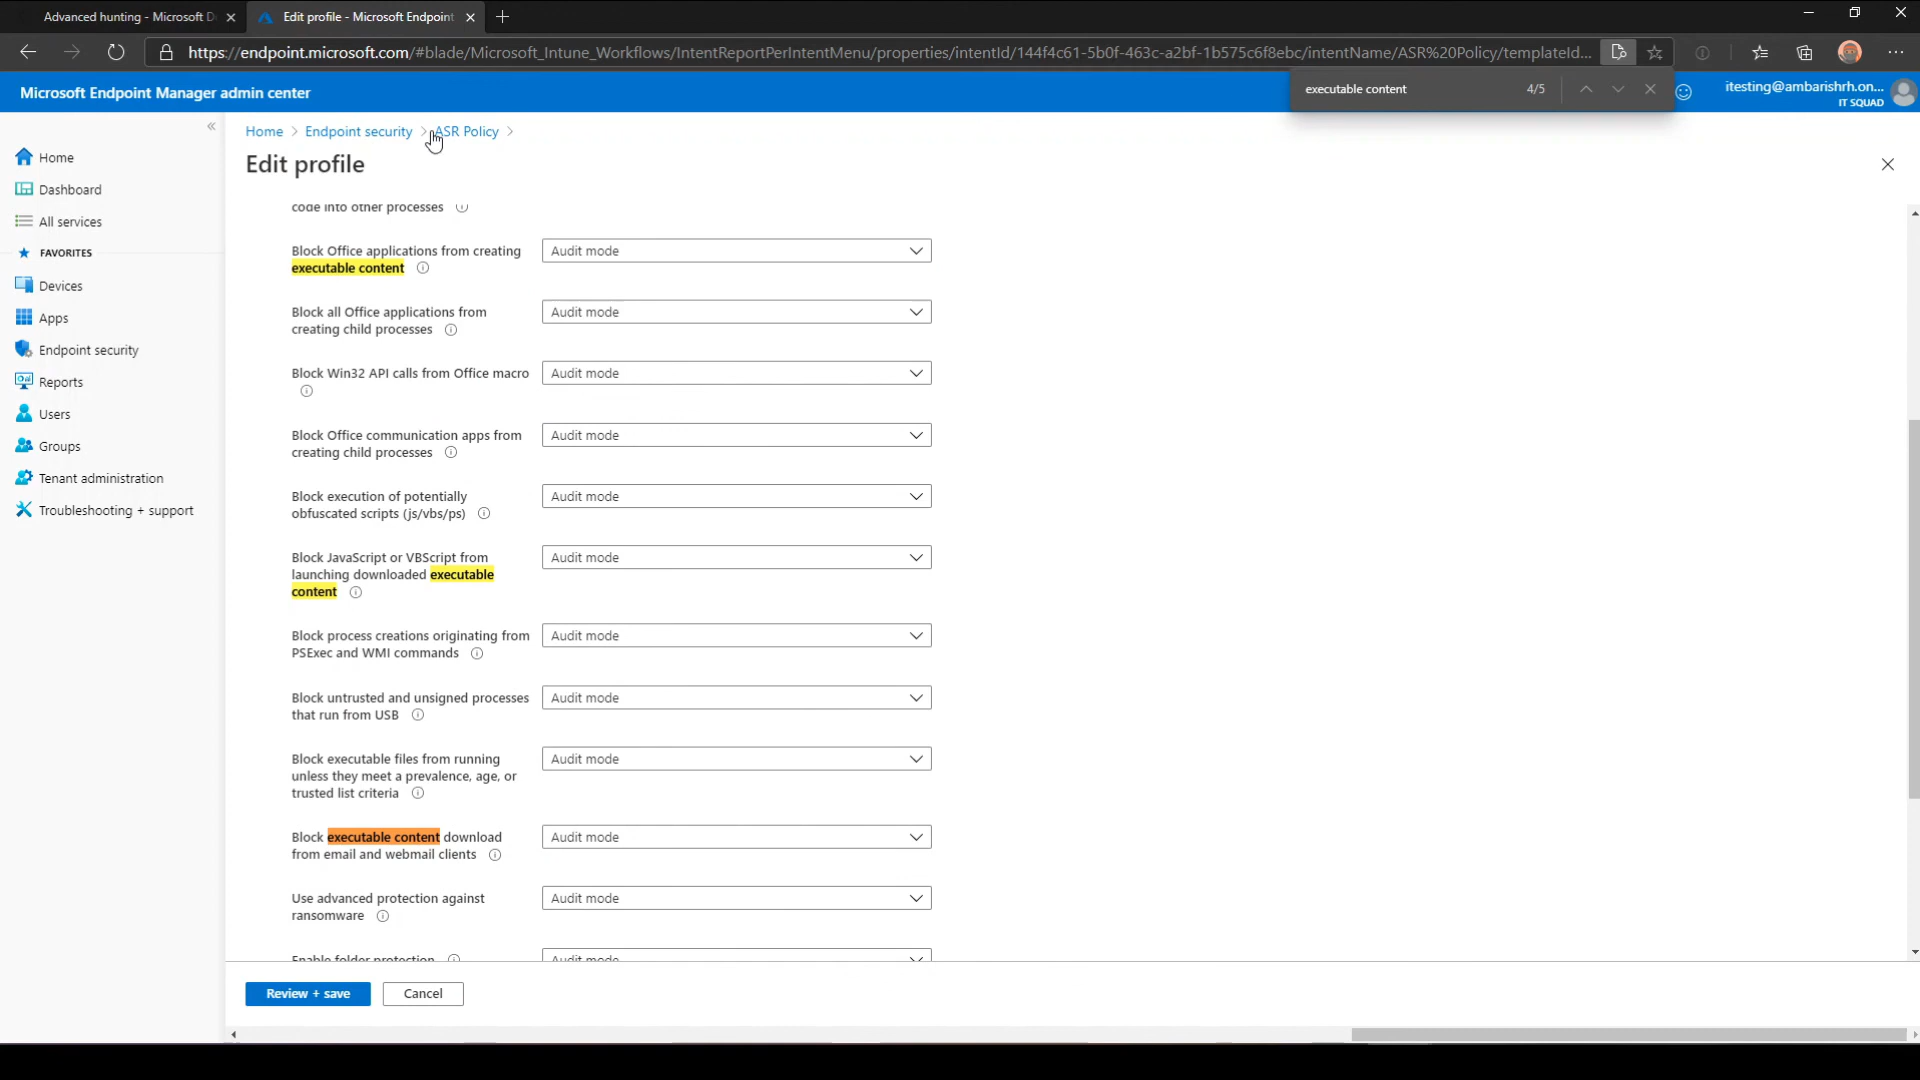 Advanced hunting - Microsoft D
Edit profile - Microsoft Endpoint
https://endpoint.microsoft.com/#blade/Microsoft_Intune_Workflows/IntentReportPerIntentMenu/properties/intentId/144f4c61-5b0f-463c-a2bf-1b575c6f8ebc/intentName/ASR%20Policy/templateId...
Microsoft Endpoint Manager admin center
executable content 4/5
itesting@ambarishrh.on...
IT SQUAD
Home > Endpoint security > ASR Policy >
Edit profile
Home
Dashboard
All services
FAVORITES
Devices
Apps
Endpoint security
Reports
Users
Groups
Tenant administration
Troubleshooting + support
code into other processes
Block Office applications from creating
executable content
Audit mode
Block all Office applications from
creating child processes
Audit mode
Block Win32 API calls from Office macro
Audit mode
Block Office communication apps from
creating child processes
Audit mode
Block execution of potentially
obfuscated scripts (js/vbs/ps)
Audit mode
Block JavaScript or VBScript from
launching downloaded executable
content
Audit mode
Block process creations originating from
PSExec and WMI commands
Audit mode
Block untrusted and unsigned processes
that run from USB
Audit mode
Block executable files from running
unless they meet a prevalence, age, or
trusted list criteria
Audit mode
Block executable content download
from email and webmail clients
Audit mode
Use advanced protection against
ransomware
Audit mode
Enable folder protection
Audit mode
Review + save
Cancel